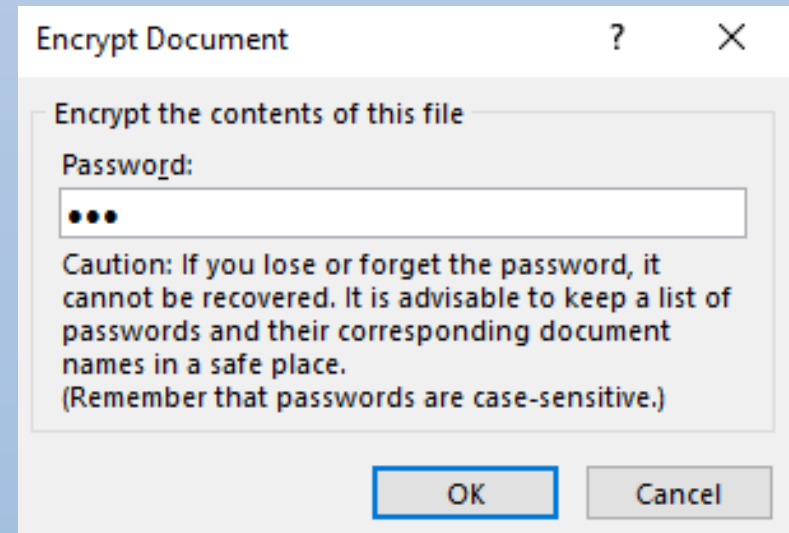 Encrypt Document ? ×
Encrypt the contents of this file
Password:
•••
Caution: If you lose or forget the password, it
cannot be recovered. It is advisable to keep a list of
passwords and their corresponding document
names in a safe place.
(Remember that passwords are case-sensitive.)
OK Cancel